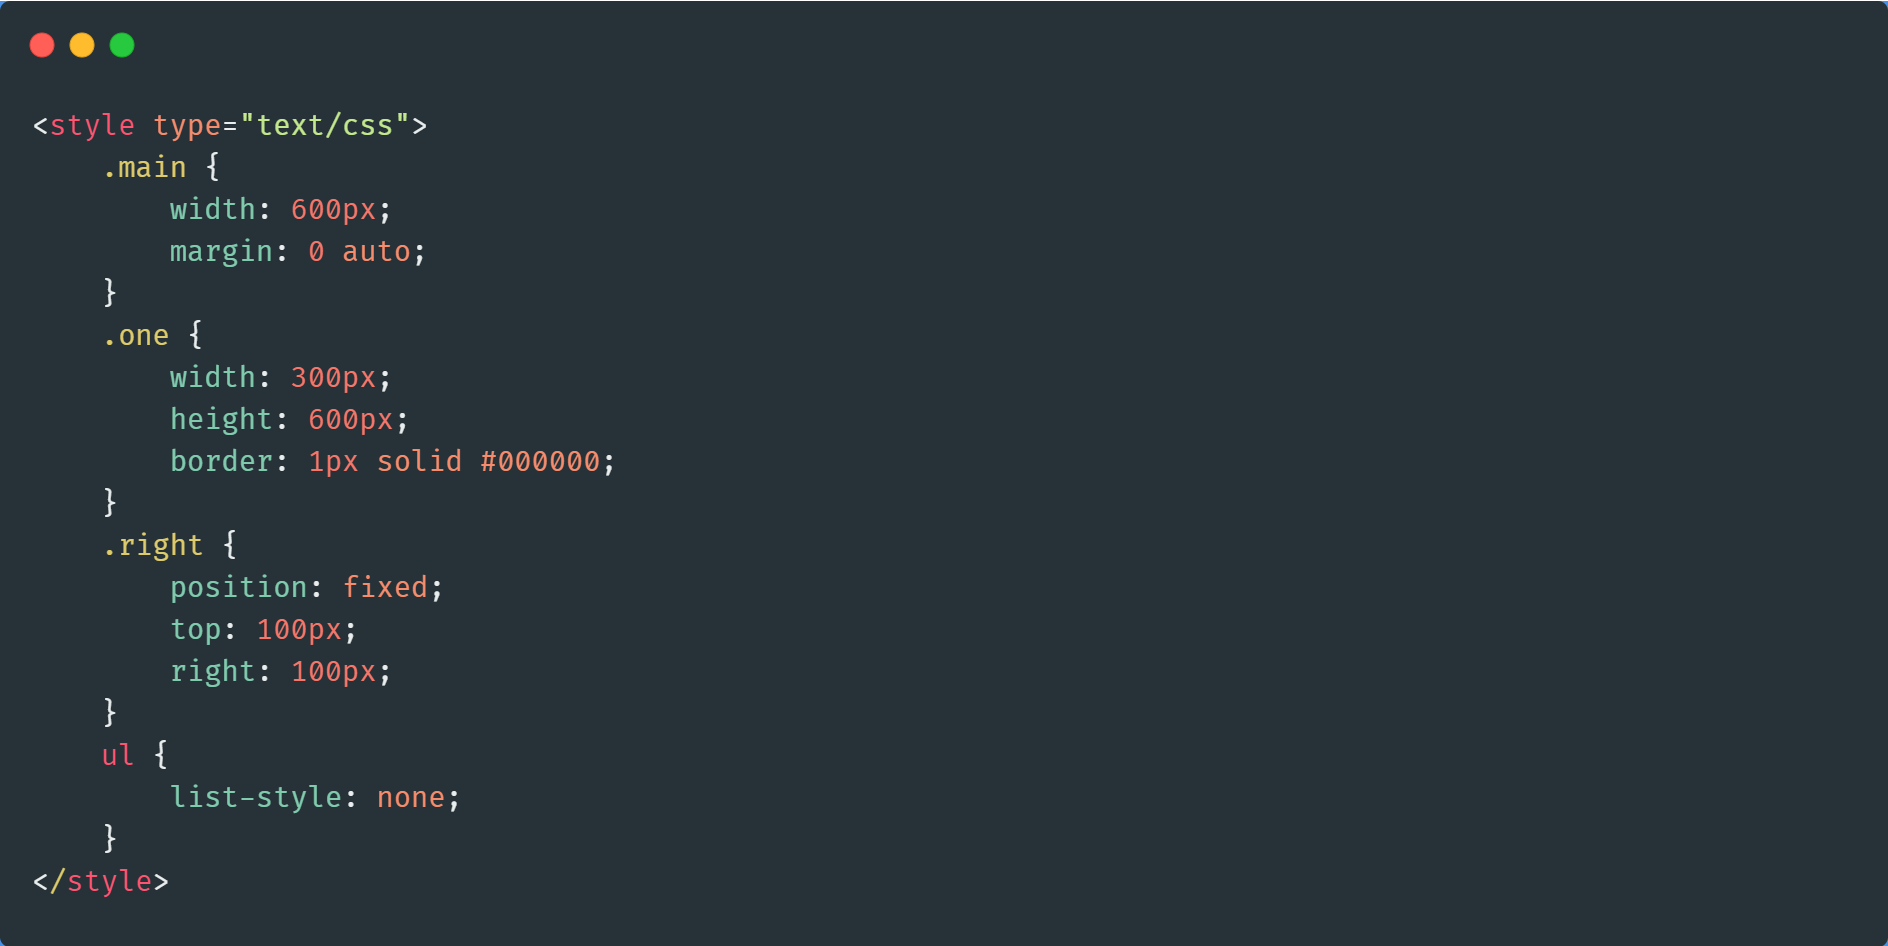 <style type="text/css">
    .main {
        width: 600px;
        margin: 0 auto;
    }
    .one {
        width: 300px;
        height: 600px;
        border: 1px solid #000000;
    }
    .right {
        position: fixed;
        top: 100px;
        right: 100px;
    }
    ul {
        list-style: none;
    }
</style>